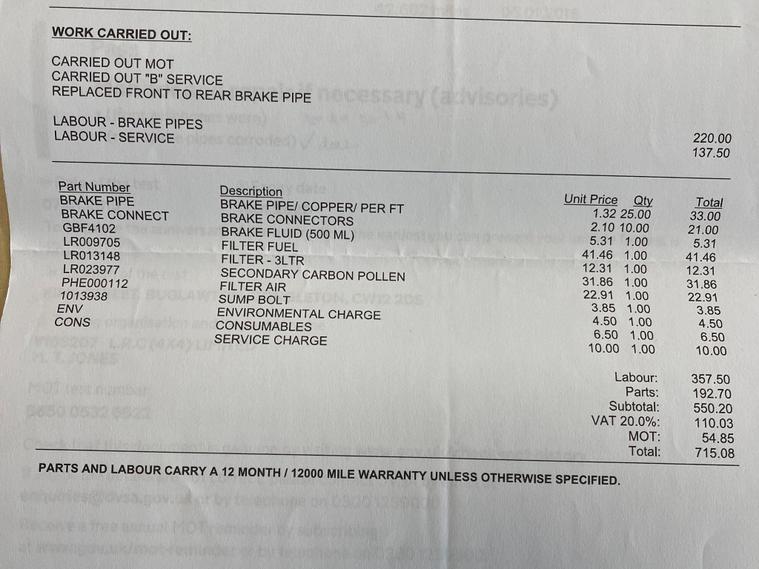 WORK CARRIED OUT:
CARRIED OUT MOT
CARRIED OUT "B" SERVICE
REPLACED FRONT TO REAR BRAKE PIPE
LABOUR - BRAKE PIPES 220.00
LABOUR - SERVICE 137.50
Part Number Description Unit Price Qty Total
BRAKE PIPE BRAKE PIPE/ COPPER/ PER FT 1.32 25.00 33.00
BRAKE CONNECT BRAKE CONNECTORS 2.10 10.00 21.00
GBF4102 BRAKE FLUID (500 ML) 5.31 1.00 5.31
LR009705 FILTER FUEL 41.46 1.00 41.46
LR013148 FILTER - 3LTR 12.31 1.00 12.31
LR023977 SECONDARY CARBON POLLEN 31.86 1.00 31.86
PHE000112 FILTER AIR 22.91 1.00 22.91
1013938 SUMP BOLT 3.85 1.00 3.85
ENV ENVIRONMENTAL CHARGE 4.50 1.00 4.50
CONS CONSUMABLES 6.50 1.00 6.50
SERVICE CHARGE 10.00 1.00 10.00
Labour: 357.50
Parts: 192.70
Subtotal: 550.20
VAT 20.0%: 110.03
MOT: 54.85
Total: 715.08
PARTS AND LABOUR CARRY A 12 MONTH / 12000 MILE WARRANTY UNLESS OTHERWISE SPECIFIED.